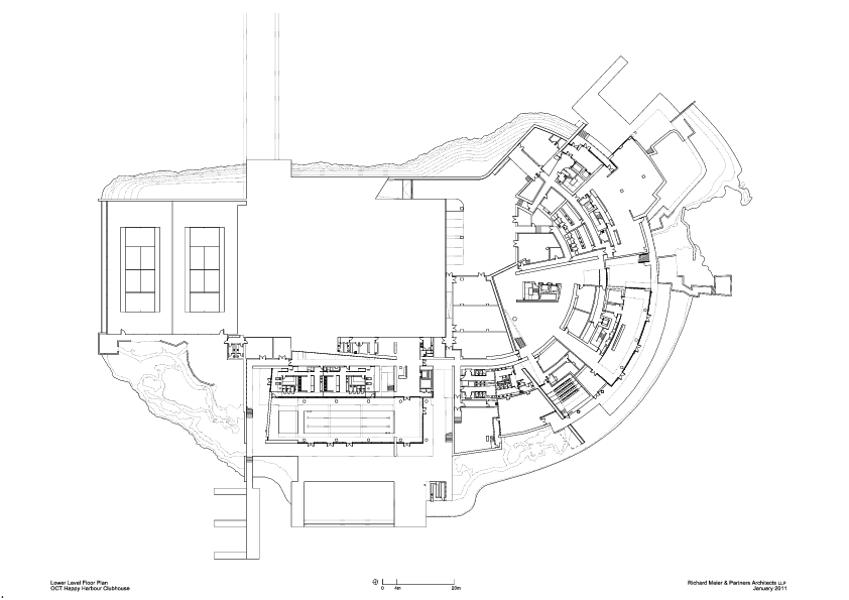 Lower Level Floor Plan
OCT Happy Harbour Clubhouse
0 4m 20m
Richard Meier & Partners Architects LLP
January 2011